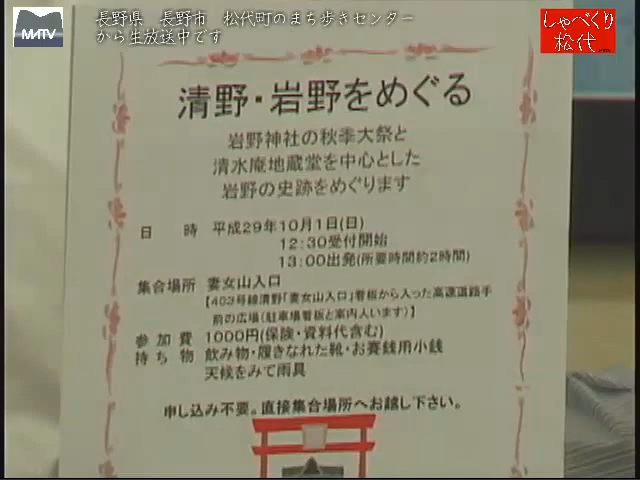 MATV
長野県 長野市 松代町のまち歩きセンター
から生放送中です
しゃべくり
松代
清野・岩野をめぐる
岩野神社の秋季大祭と
清水庵地蔵堂を中心とした
岩野の史跡をめぐります
日 時 平成29年10月1日(日)
12:30受付開始
13:00出発(所要時間約2時間)
集合場所 妻女山入口
【403号線清野「妻女山入口」看板から入った高速道路手
前の広場(駐車場看板と案内人います)】
参加費 1000円(保険・資料代含む)
持ち物 飲み物・履きなれた靴・お賽銭用小銭
天候をみて雨具
申し込み不要。直接集合場所へお越し下さい。